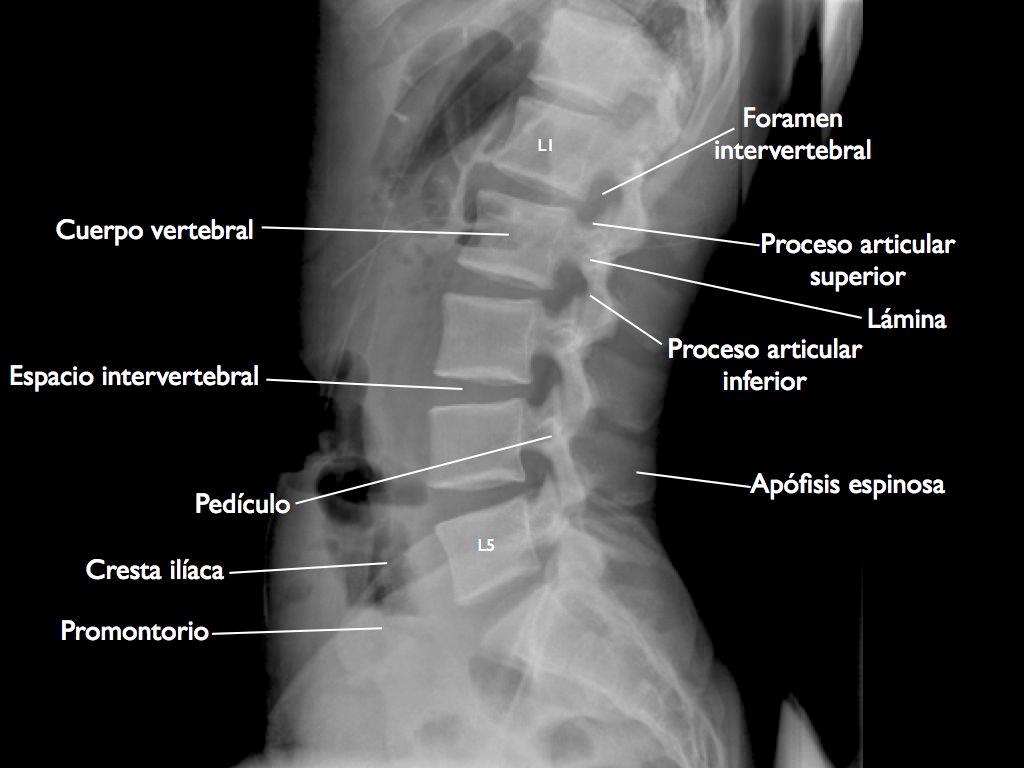 Foramen
intervertebral
L1
Cuerpo vertebral
Proceso articular
superior
Lámina
Proceso articular
inferior
Espacio intervertebral
Pedículo
Apófisis espinosa
L5
Cresta ilíaca
Promontorio